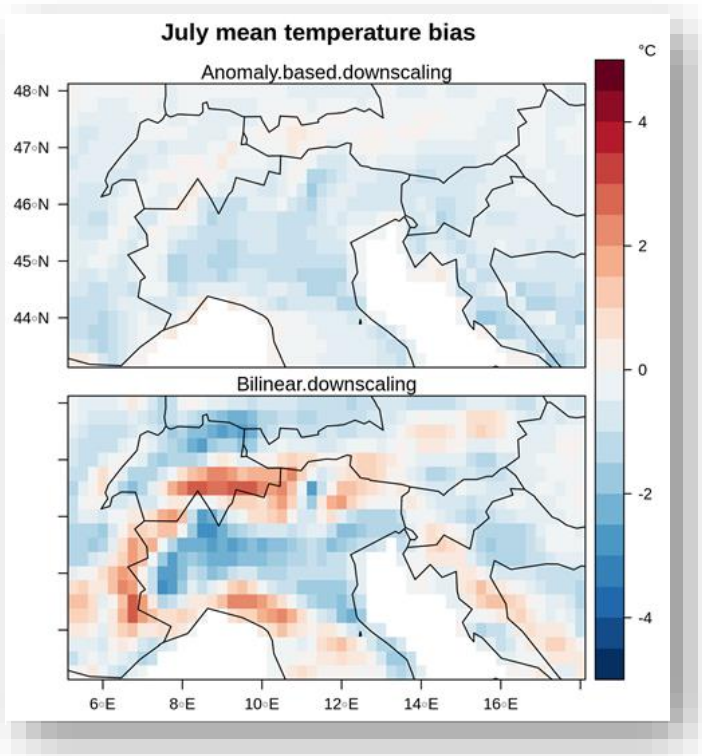 July mean temperature bias
°C
Anomaly.based.downscaling
48◦N
47◦N
46◦N
45◦N
44◦N
4
2
0
-2
-4
Bilinear.downscaling
6◦E 8◦E 10◦E 12◦E 14◦E 16◦E